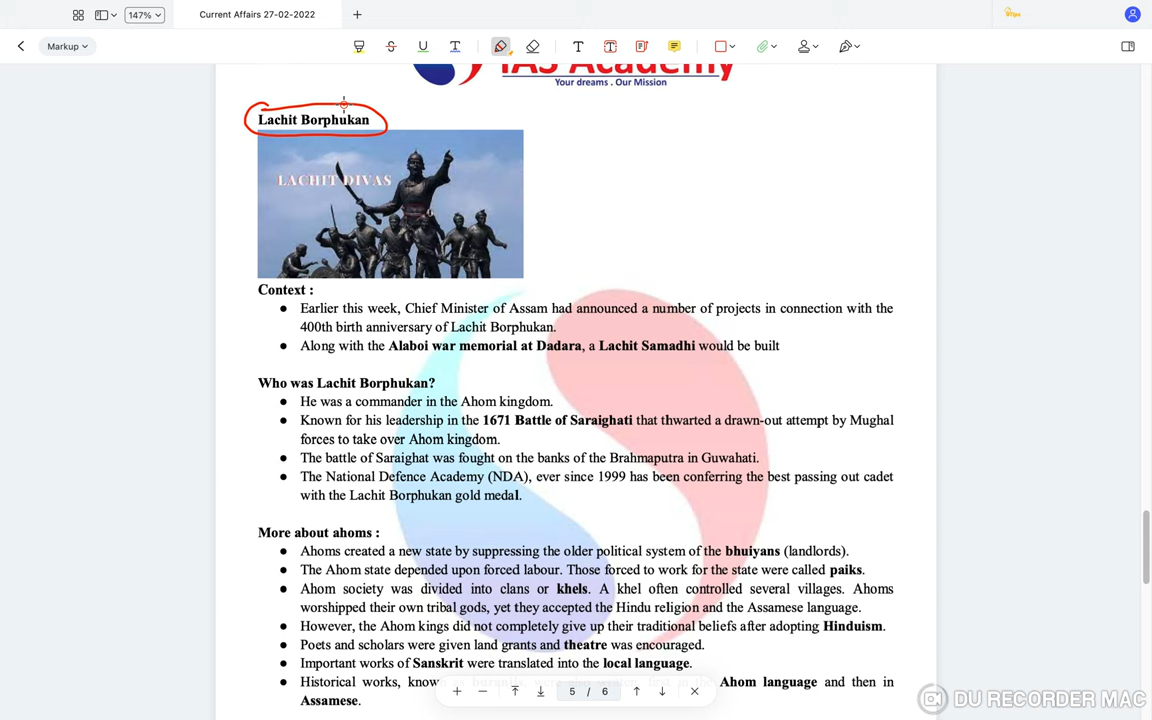 147%
Current Affairs 27-02-2022
Markup
IAS Academy
Your dreams . Our Mission
Lachit Borphukan
LACHIT DIVAS
Context :
● Earlier this week, Chief Minister of Assam had announced a number of projects in connection with the
400th birth anniversary of Lachit Borphukan.
● Along with the Alaboi war memorial at Dadara, a Lachit Samadhi would be built
Who was Lachit Borphukan?
● He was a commander in the Ahom kingdom.
● Known for his leadership in the 1671 Battle of Saraighati that thwarted a drawn-out attempt by Mughal
forces to take over Ahom kingdom.
● The battle of Saraighat was fought on the banks of the Brahmaputra in Guwahati.
● The National Defence Academy (NDA), ever since 1999 has been conferring the best passing out cadet
with the Lachit Borphukan gold medal.
More about ahoms :
● Ahoms created a new state by suppressing the older political system of the bhuiyans (landlords).
● The Ahom state depended upon forced labour. Those forced to work for the state were called paiks.
● Ahom society was divided into clans or khels. A khel often controlled several villages. Ahoms
worshipped their own tribal gods, yet they accepted the Hindu religion and the Assamese language.
● However, the Ahom kings did not completely give up their traditional beliefs after adopting Hinduism.
● Poets and scholars were given land grants and theatre was encouraged.
● Important works of Sanskrit were translated into the local language.
● Historical works, Ahom language and then in
Assamese.
5 / 6
DU RECORDER MAC